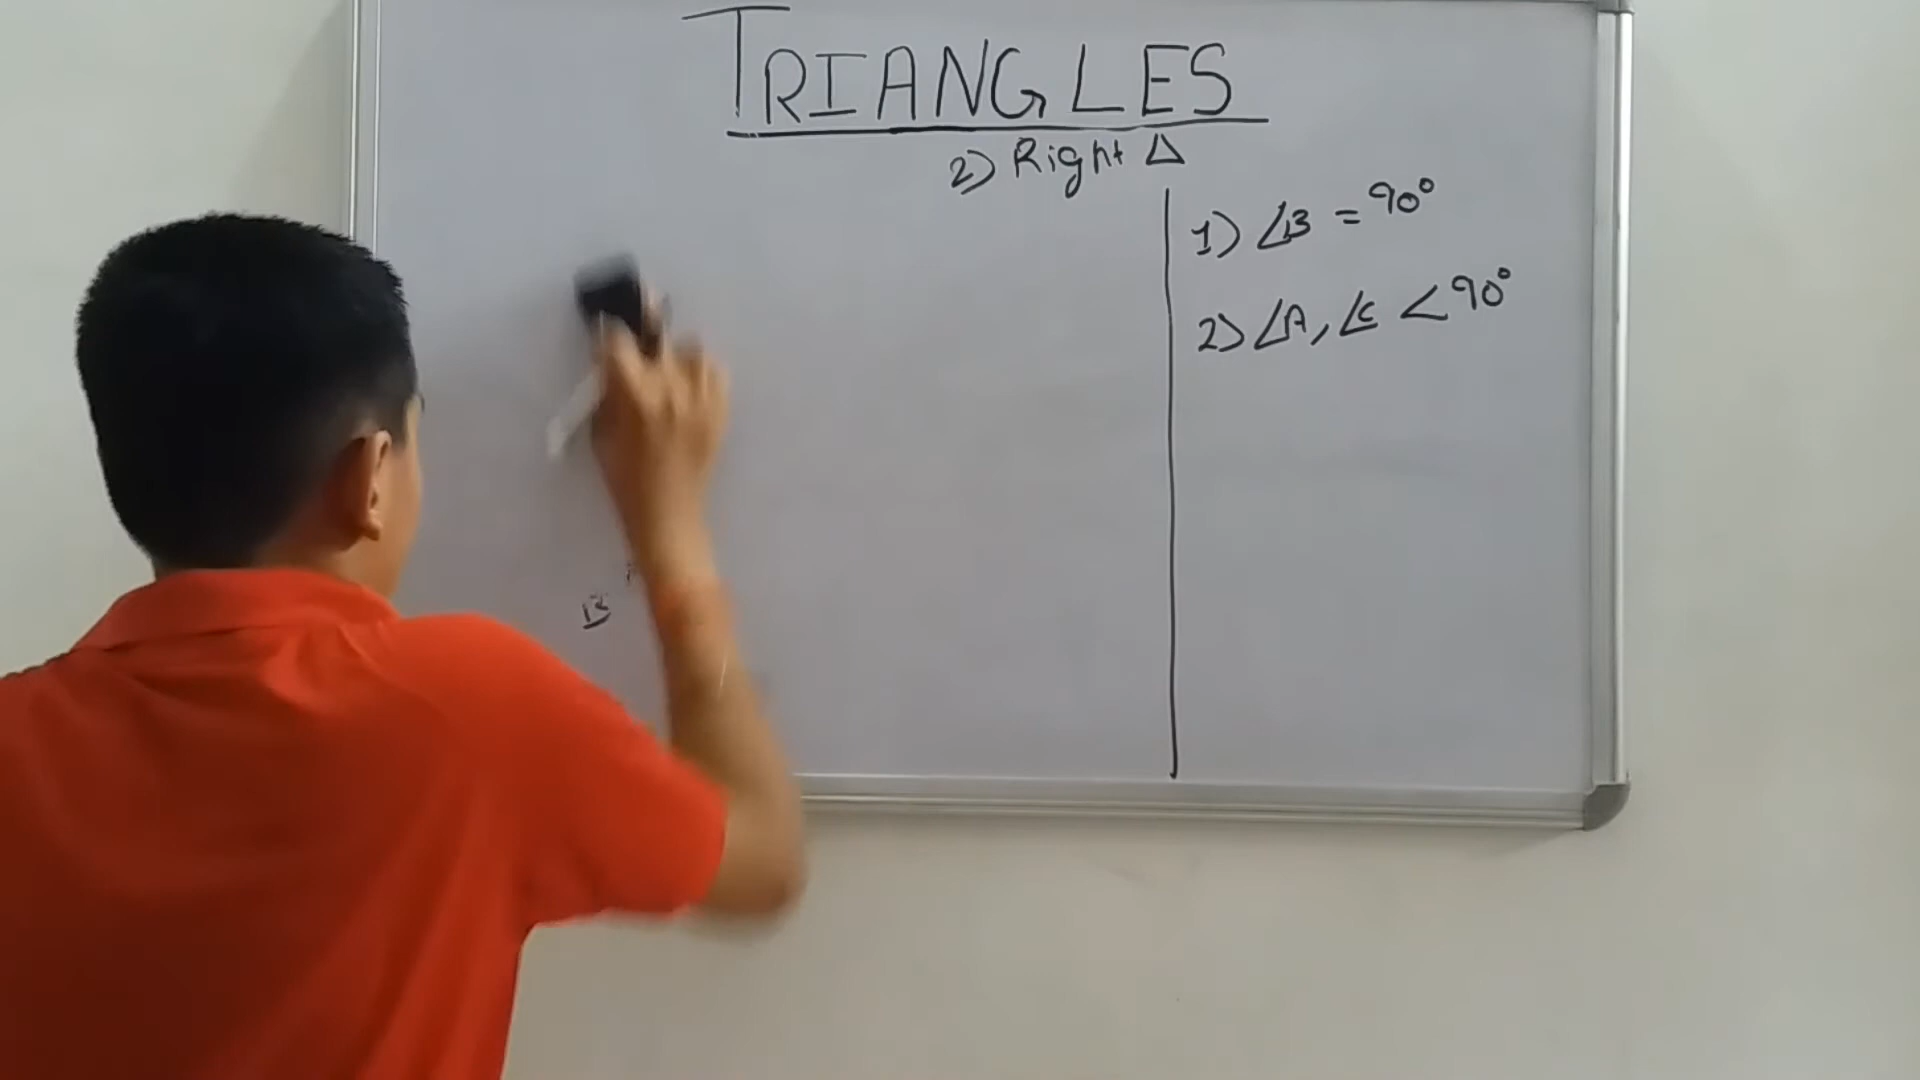 TRIANGLES
2) Right Δ
1) ∠B = 90°
2) ∠A, ∠C < 90°
B